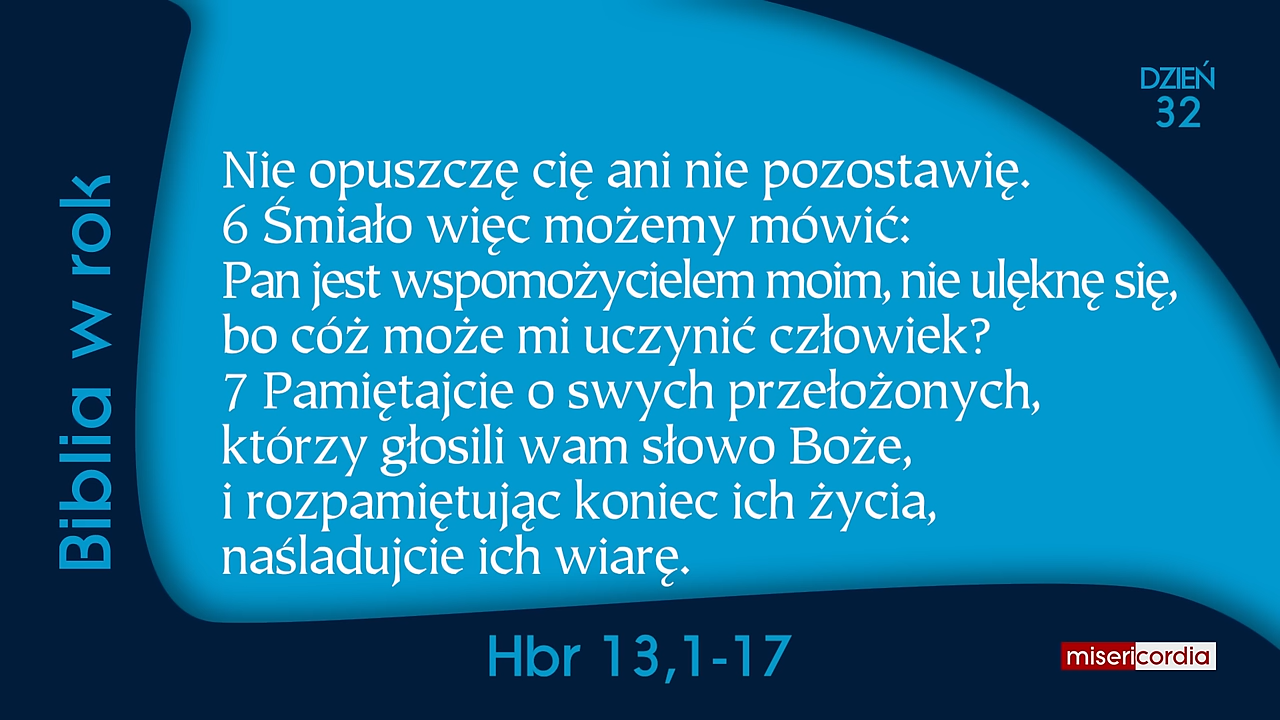 DZIEŃ
32
Biblia w rok
Nie opuszczę cię ani nie pozostawię.
6 Śmiało więc możemy mówić:
Pan jest wspomożycielem moim, nie ulęknę się,
bo cóż może mi uczynić człowiek?
7 Pamiętajcie o swych przełożonych,
którzy głosili wam słowo Boże,
i rozpamiętując koniec ich życia,
naśladujcie ich wiarę.
Hbr 13,1-17
misericordia